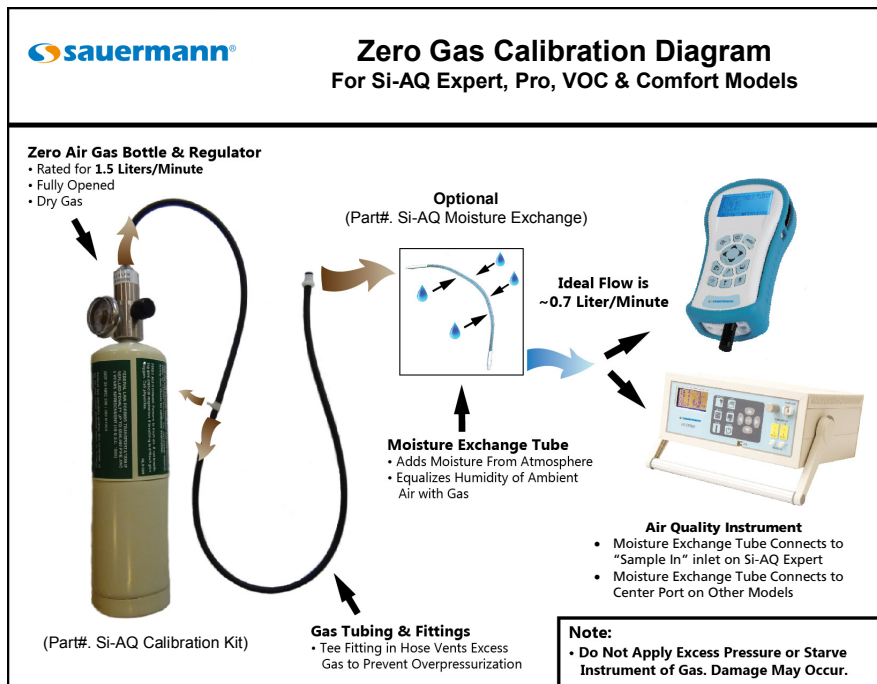 sauermann®
Zero Gas Calibration Diagram
For Si-AQ Expert, Pro, VOC & Comfort Models
Zero Air Gas Bottle & Regulator
• Rated for 1.5 Liters/Minute
• Fully Opened
• Dry Gas
Optional
(Part#. Si-AQ Moisture Exchange)
Ideal Flow is
~0.7 Liter/Minute
Moisture Exchange Tube
• Adds Moisture From Atmosphere
• Equalizes Humidity of Ambient
Air with Gas
Air Quality Instrument
• Moisture Exchange Tube Connects to
“Sample In” inlet on Si-AQ Expert
• Moisture Exchange Tube Connects to
Center Port on Other Models
(Part#. Si-AQ Calibration Kit)
Gas Tubing & Fittings
• Tee Fitting in Hose Vents Excess
Gas to Prevent Overpressurization
Note:
• Do Not Apply Excess Pressure or Starve
Instrument of Gas. Damage May Occur.